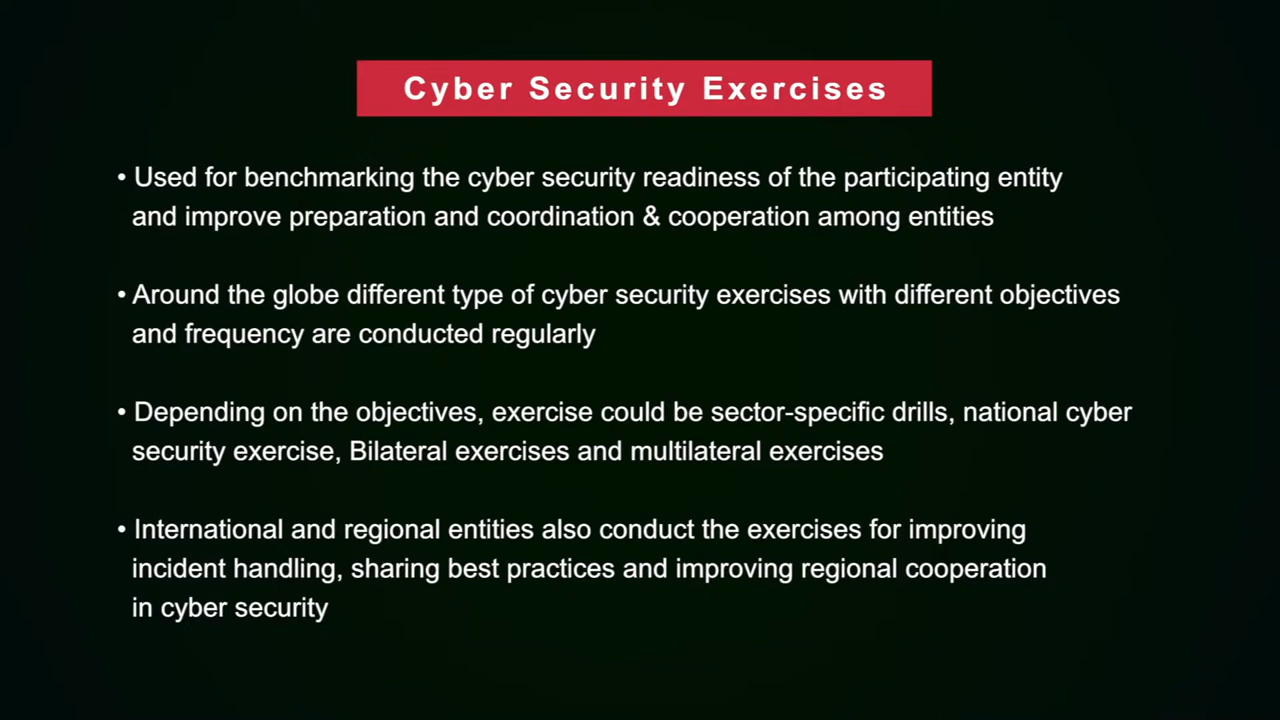 Cyber Security Exercises
• Used for benchmarking the cyber security readiness of the participating entity
and improve preparation and coordination & cooperation among entities
• Around the globe different type of cyber security exercises with different objectives
and frequency are conducted regularly
• Depending on the objectives, exercise could be sector-specific drills, national cyber
security exercise, Bilateral exercises and multilateral exercises
• International and regional entities also conduct the exercises for improving
incident handling, sharing best practices and improving regional cooperation
in cyber security